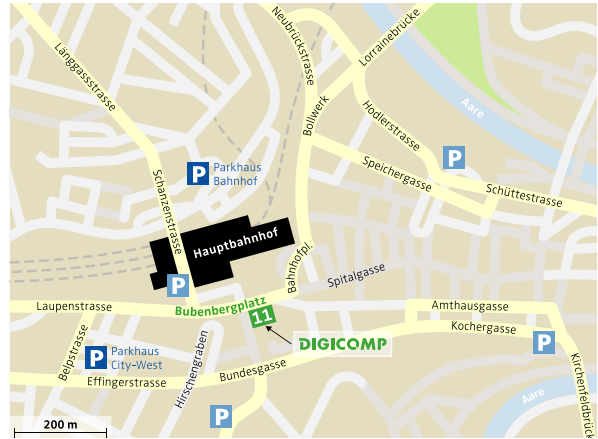 Neubrückstrasse
Lorrainebrücke
Länggassstrasse
Bollwerk
Aare
Hodlerstrasse
P
P Parkhaus
Bahnhof
Speichergasse
Schüttestrasse
Schanzenstrasse
Hauptbahnhof
Bahnhofpl.
Spitalgasse
P
Laupenstrasse
Bubenbergplatz
11
Amthausgasse
Kochergasse
DIGICOMP
P
Belpstrasse
P Parkhaus
City-West
Hirschengraben
Bundesgasse
Effingerstrasse
Kirchenfeldbrück
Aare
P
200 m